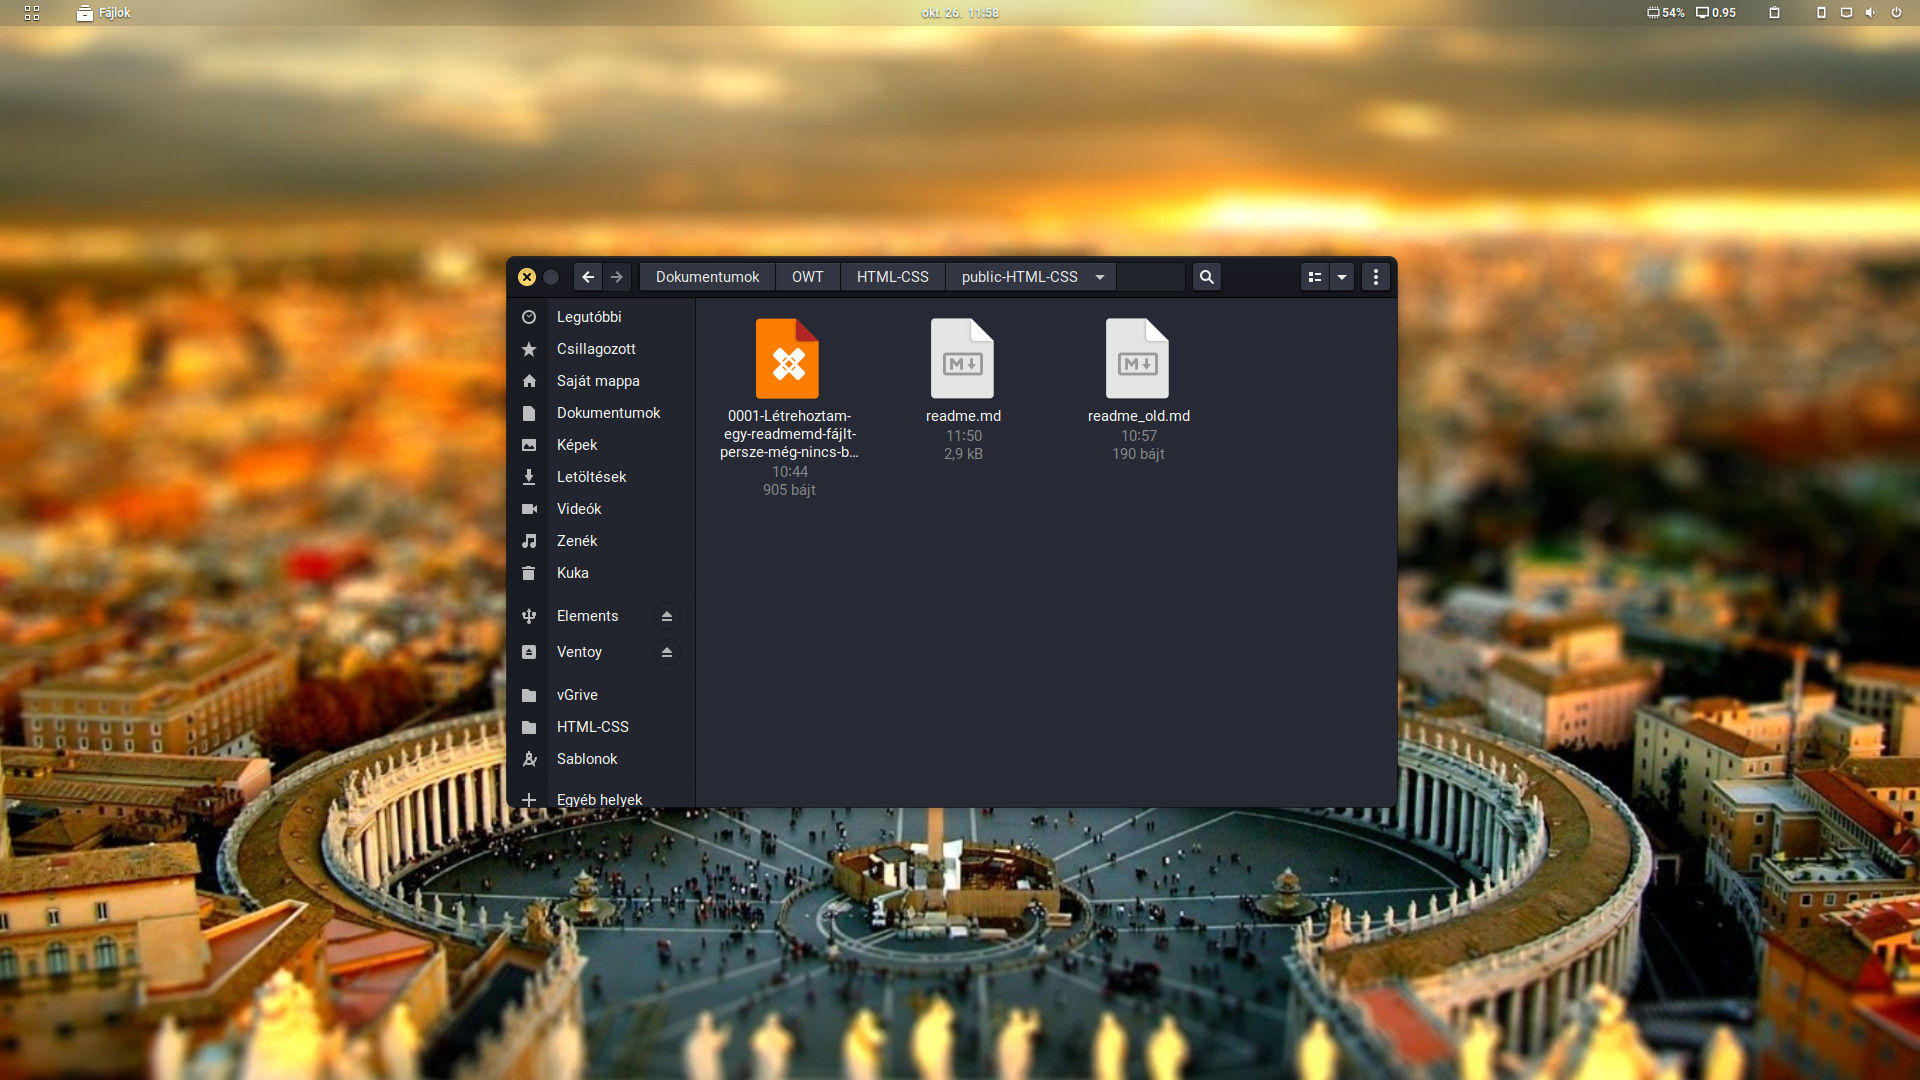 Fájlok
okt. 26. 11:58
54% 0.95
Dokumentumok OWT HTML-CSS public-HTML-CSS
Legutóbbi
Csillagozott
Saját mappa
Dokumentumok
Képek
Letöltések
Videók
Zenék
Kuka
Elements
Ventoy
vGrive
HTML-CSS
Sablonok
Egyéb helyek
0001-Létrehoztam-
egy-readmemd-fájlt-
persze-még-nincs-b…
10:44
905 bájt
M
readme.md
11:50
2,9 kB
M
readme_old.md
10:57
190 bájt